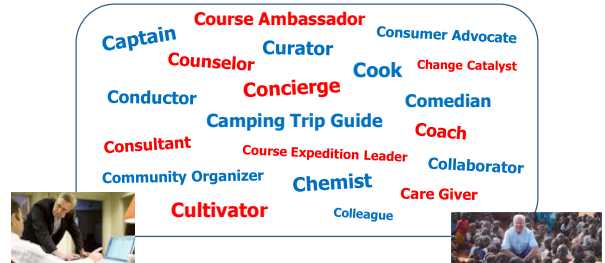 Course Ambassador
Captain
Consumer Advocate
Curator
Counselor
Cook
Change Catalyst
Concierge
Conductor
Comedian
Camping Trip Guide
Coach
Consultant
Course Expedition Leader
Collaborator
Community Organizer
Chemist
Care Giver
Cultivator
Colleague